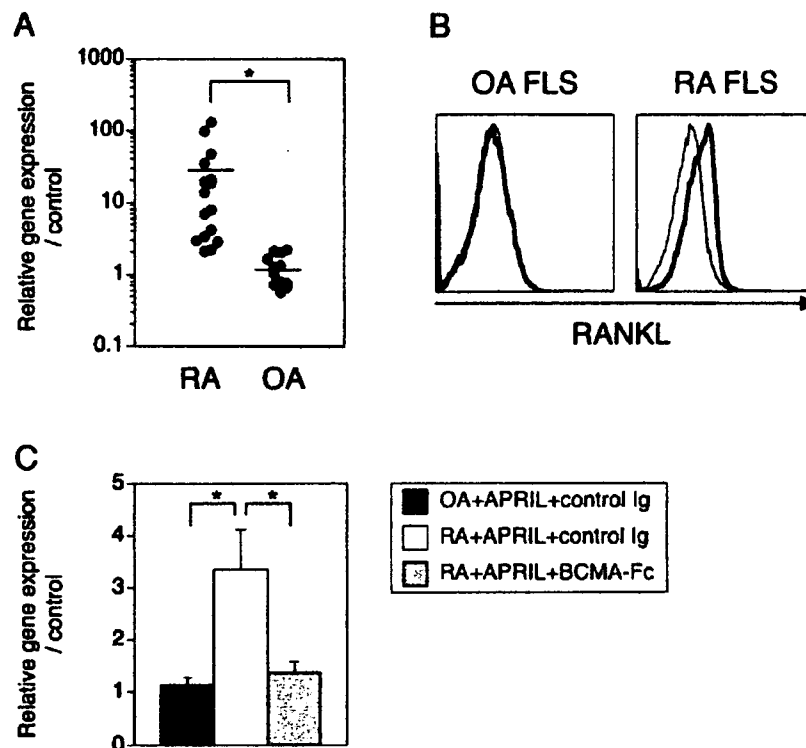 A
Relative gene expression
/ control
1000
100
10
1
0.1
*
RA
OA
B
OA FLS
RA FLS
RANKL
C
Relative gene expression
/ control
5
4
3
2
1
0
*
*
OA+APRIL+control Ig
RA+APRIL+control Ig
RA+APRIL+BCMA-Fc